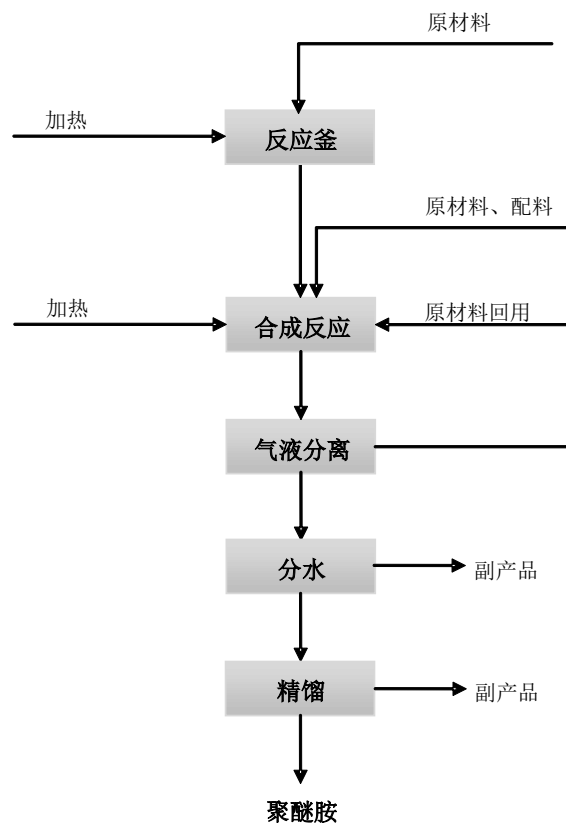 原材料
加热
反应釜
原材料、配料
加热
合成反应
原材料回用
气液分离
分水
副产品
精馏
副产品
聚醚胺